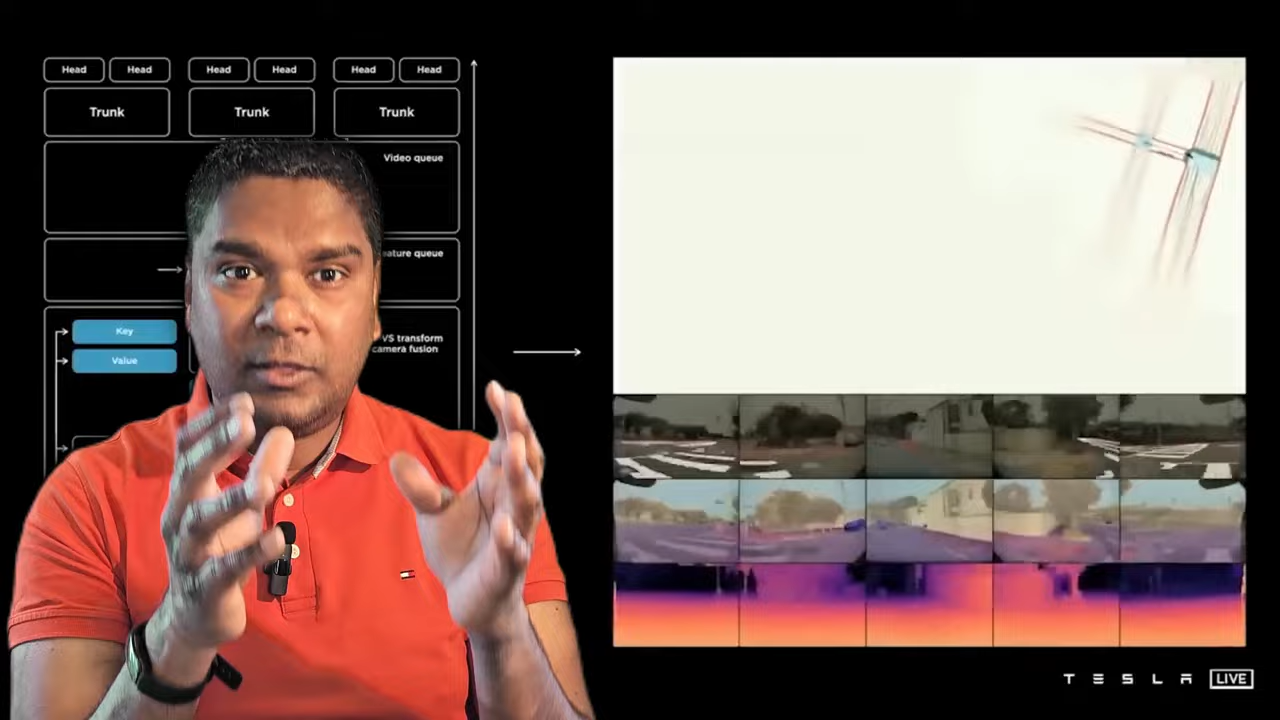 Head Head Head Head Head Head
Trunk Trunk Trunk
Video queue
eature queue
Key
Value
VS transform
camera fusion
TESLA LIVE